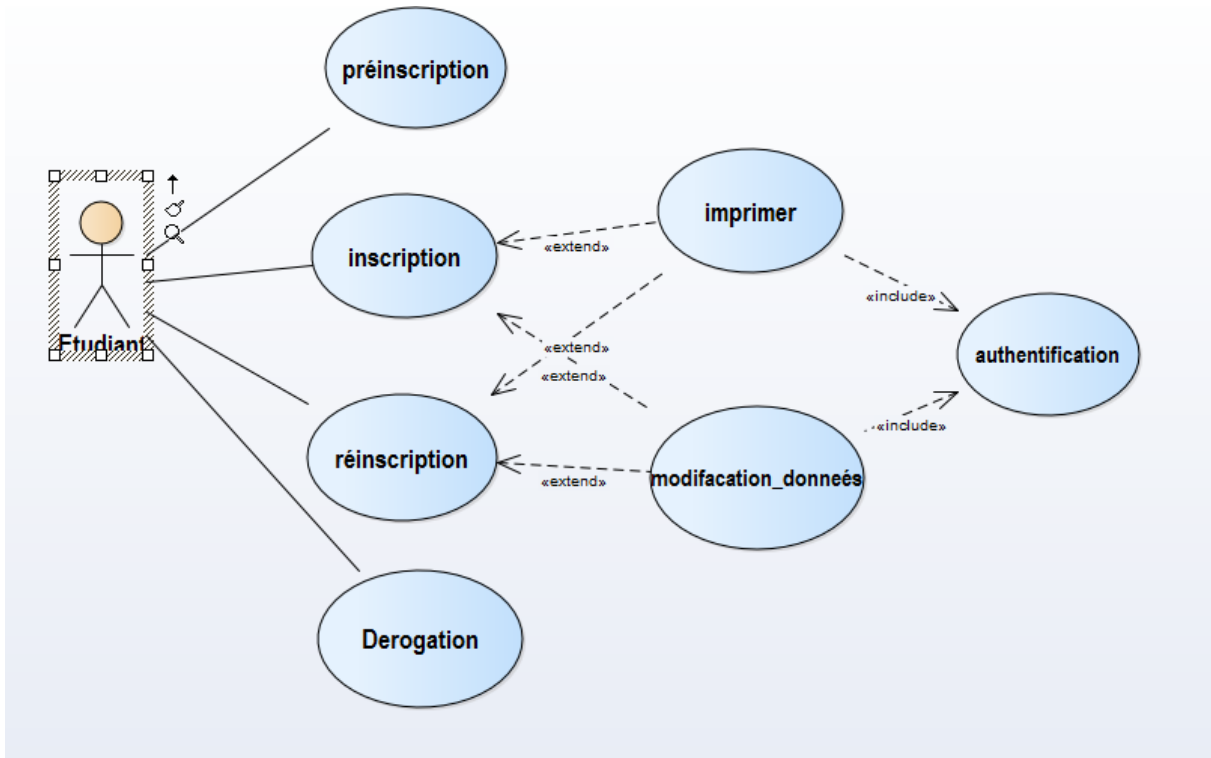 préinscription
imprimer
inscription
«extend»
«include»
Etudiant
«extend»
authentification
«extend»
«include»
réinscription
modifacation_donneés
«extend»
Derogation